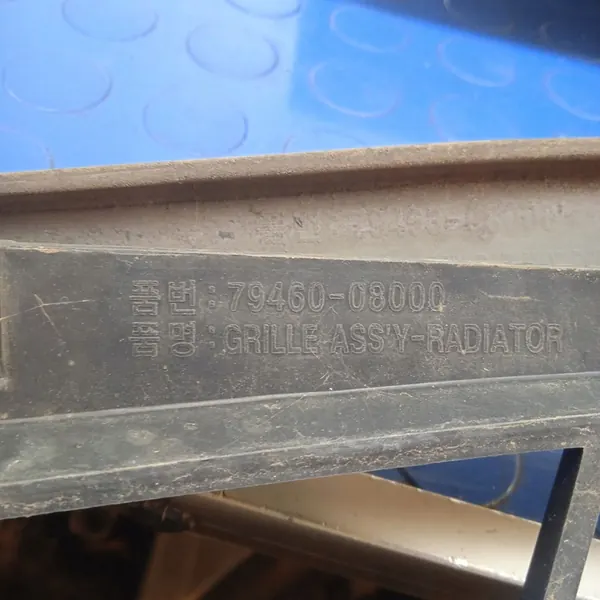 품번 : 79460-08000
품명 : GRILLE ASS'Y-RADIATOR